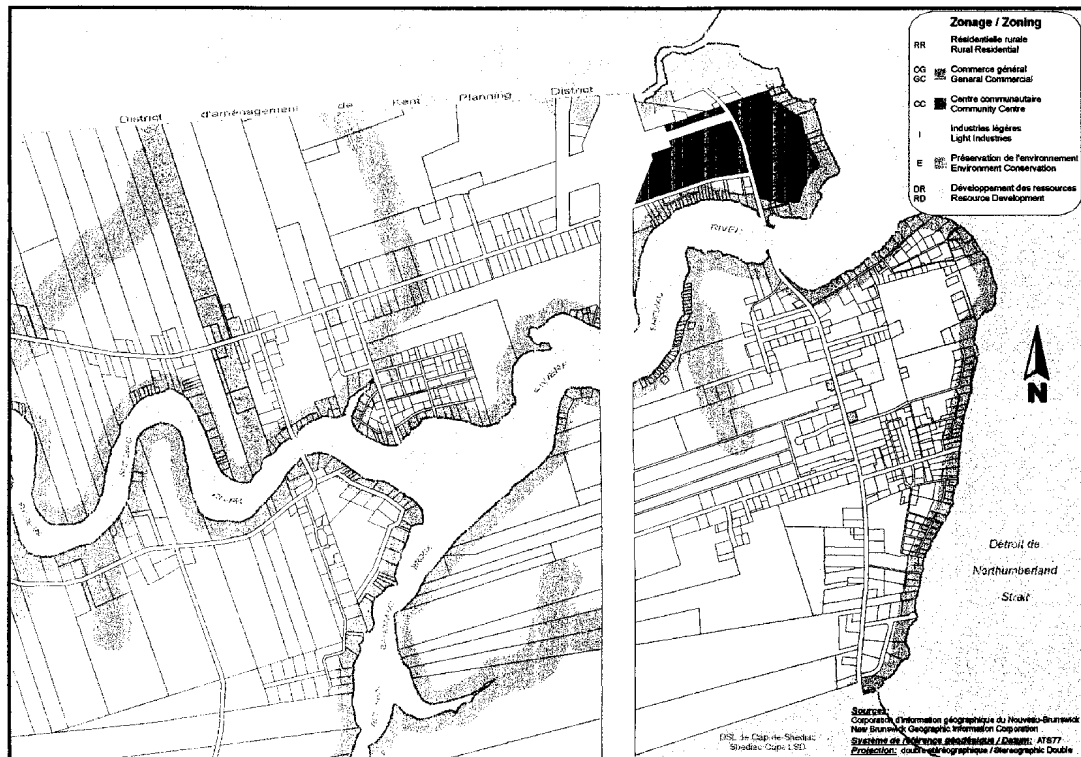 Zonage / Zoning
RR Résidentielle rurale
Rural Residential
CG Commerce général
GC General Commercial
CC Centre communautaire
Community Centre
I Industries légères
Light Industries
E Préservation de l'environnement
Environment Conservation
DR Développement des ressources
RD Resource Development
District d'aménagement de Kent Planning District
RIVER
RIVIÈRE
N
Détroit de
Northumberland
Strait
DSL de Cap-de-Shediac
Shediac Cape LSD
Sources:
Corporation d'information géographique du Nouveau-Brunswick
New Brunswick Geographic Information Corporation
Système de référence géodésique / Datum: ATS77
Projection: double stéréographique / Stereographic Double